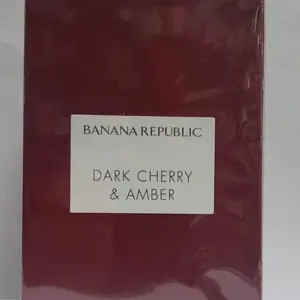 BANANA REPUBLIC
DARK CHERRY
& AMBER